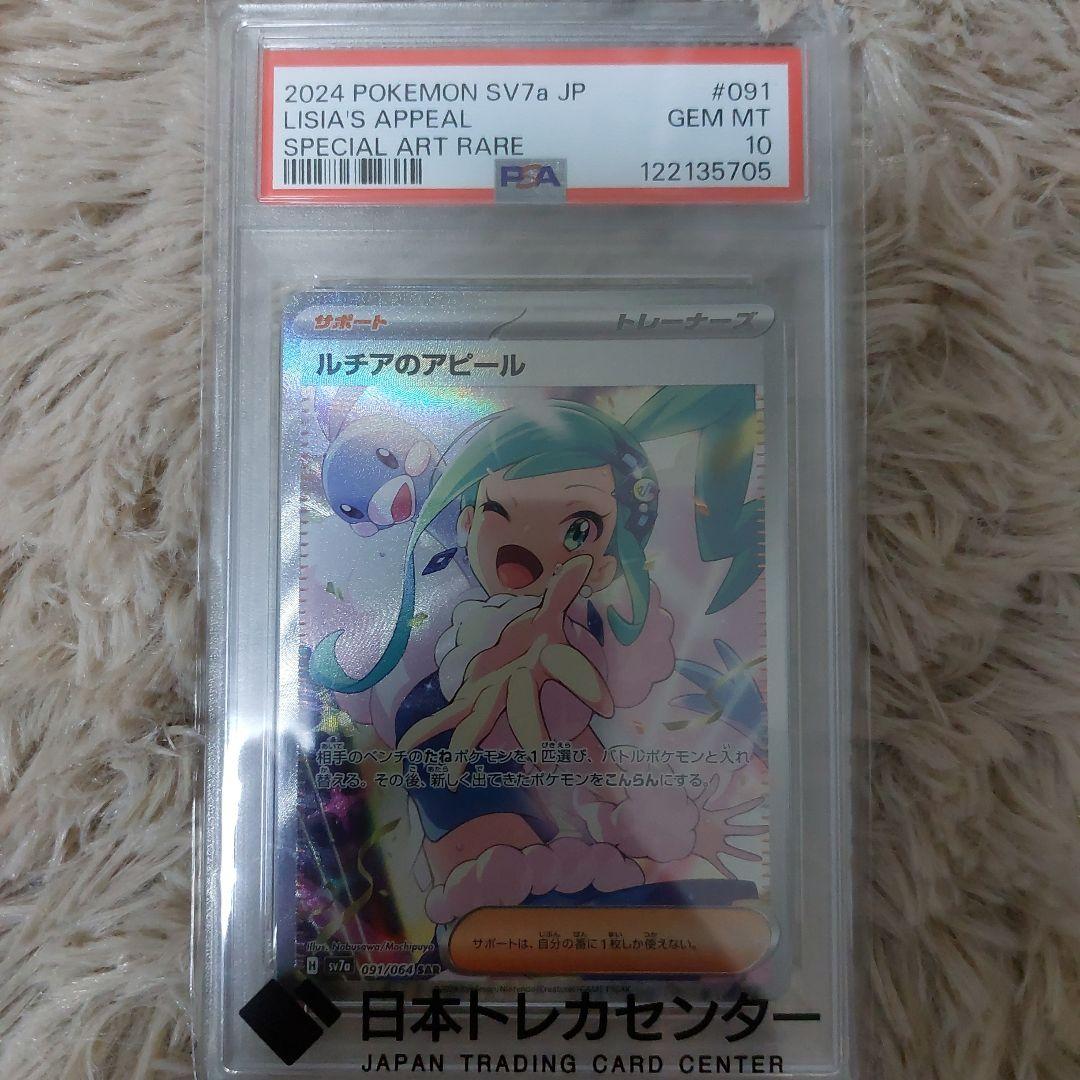 2024 POKEMON SV7a JP #091
LISIA'S APPEAL GEM MT
SPECIAL ART RARE 10
PSA 122135705
サポート トレーナーズ
ルチアのアピール
相手のベンチのたねポケモンを1匹選び、バトルポケモンと入れ
替える。その後、新しく出てきたポケモンをこんらんにする。
Illus. Nobusawa/Mochipuyo
サポートは、自分の番に1枚しか使えない。
H sv7a 091/064 SAR
日本トレカセンター
JAPAN TRADING CARD CENTER